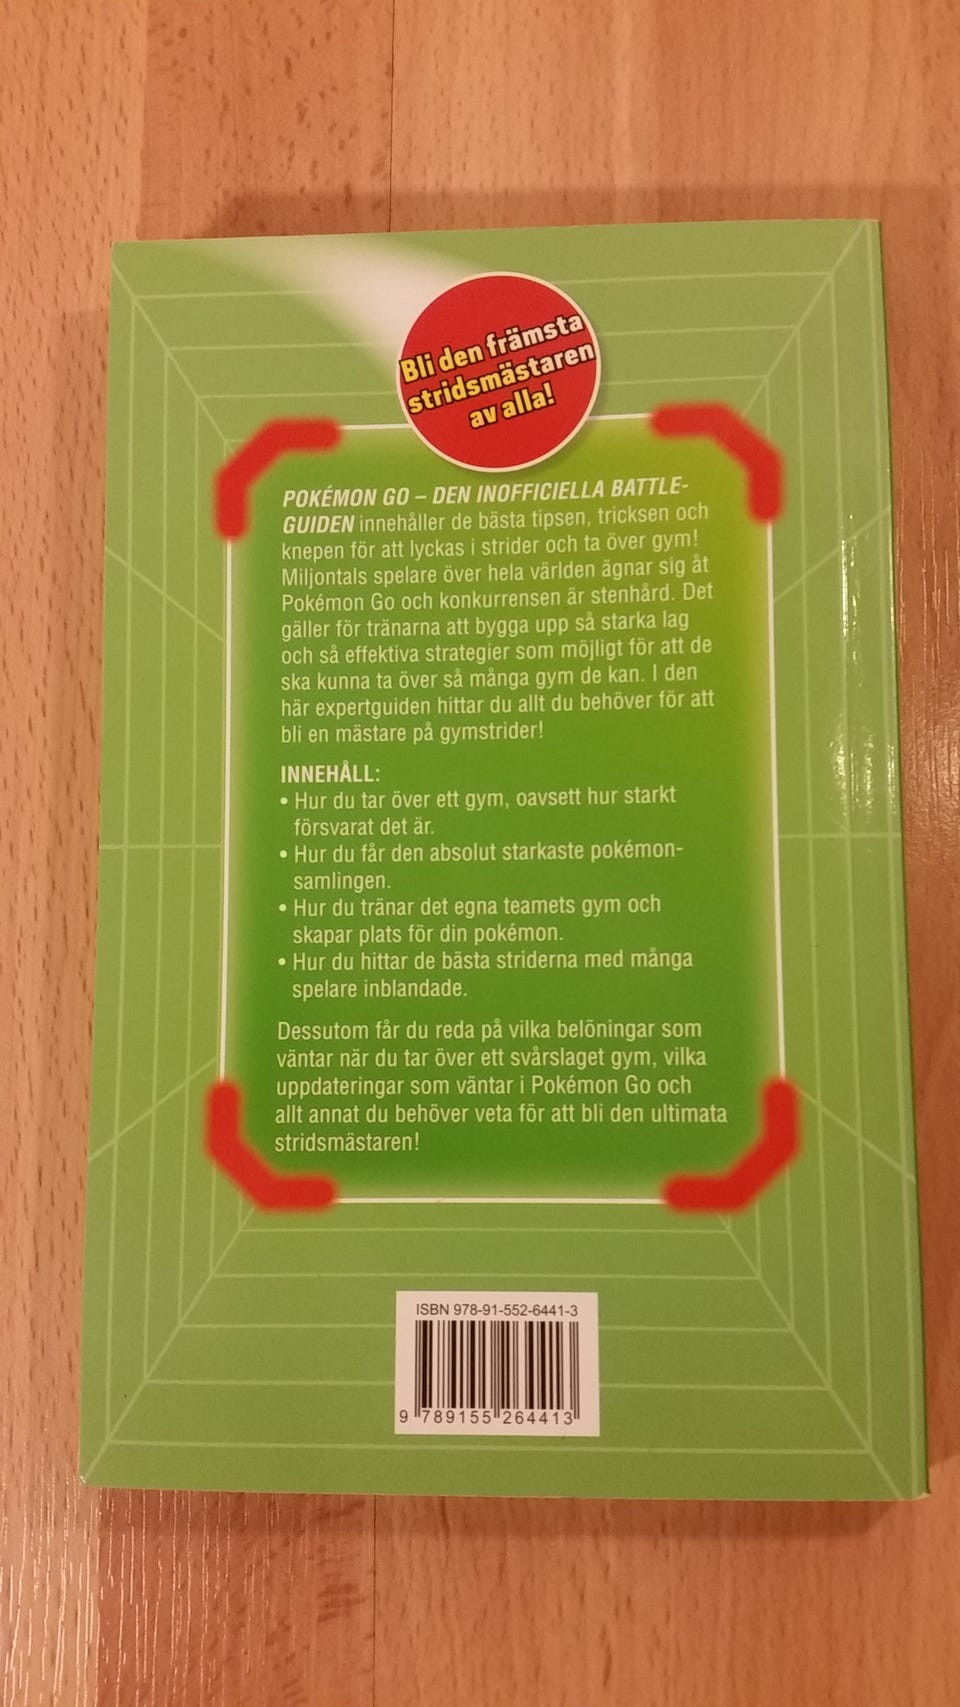 Bli den främsta
stridsmästaren
av alla!
POKÉMON GO – DEN INOFFICIELLA BATTLE-
GUIDEN innehåller de bästa tipsen, tricksen och
knepen för att lyckas i strider och ta över gym!
Miljontals spelare över hela världen ägnar sig åt
Pokémon Go och konkurrensen är stenhård. Det
gäller för tränarna att bygga upp så starka lag
och så effektiva strategier som möjligt för att de
ska kunna ta över så många gym de kan. I den
här expertguiden hittar du allt du behöver för att
bli en mästare på gymstrider!
INNEHÅLL:
• Hur du tar över ett gym, oavsett hur starkt
försvarat det är.
• Hur du får den absolut starkaste pokémon-
samlingen.
• Hur du tränar det egna teamets gym och
skapar plats för din pokémon.
• Hur du hittar de bästa striderna med många
spelare inblandade.
Dessutom får du reda på vilka belöningar som
väntar när du tar över ett svårslaget gym, vilka
uppdateringar som väntar i Pokémon Go och
allt annat du behöver veta för att bli den ultimata
stridsmästaren!
ISBN 978-91-552-6441-3
9 789155 264413